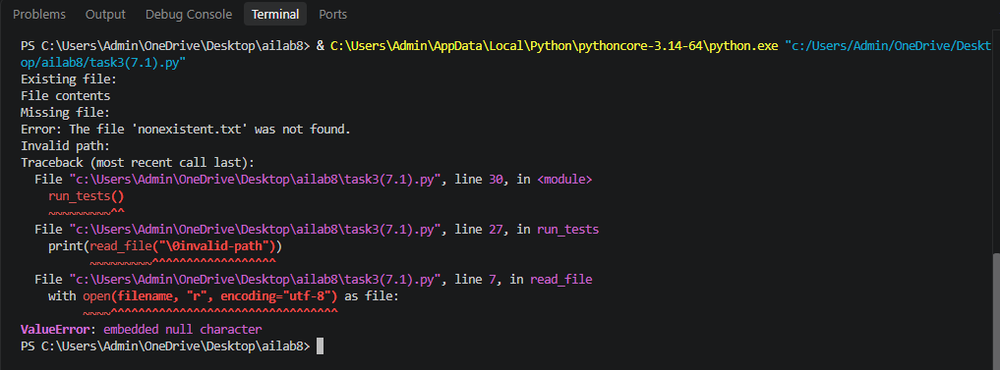 Problems Output Debug Console Terminal Ports
PS C:\Users\Admin\OneDrive\Desktop\ailab8> & C:\Users\Admin\AppData\Local\Python\pythoncore-3.14-64\python.exe "c:/Users/Admin/OneDrive/Deskt
op/ailab8/task3(7.1).py"
Existing file:
File contents
Missing file:
Error: The file 'nonexistent.txt' was not found.
Invalid path:
Traceback (most recent call last):
  File "c:\Users\Admin\OneDrive\Desktop\ailab8\task3(7.1).py", line 30, in <module>
    run_tests()
    ~~~~~~~~~^^
  File "c:\Users\Admin\OneDrive\Desktop\ailab8\task3(7.1).py", line 27, in run_tests
    print(read_file("\0invalid-path"))
          ~~~~~~~~~^^^^^^^^^^^^^^^^^^
  File "c:\Users\Admin\OneDrive\Desktop\ailab8\task3(7.1).py", line 7, in read_file
    with open(filename, "r", encoding="utf-8") as file:
         ~~~~^^^^^^^^^^^^^^^^^^^^^^^^^^^^^^^^^
ValueError: embedded null character
PS C:\Users\Admin\OneDrive\Desktop\ailab8>